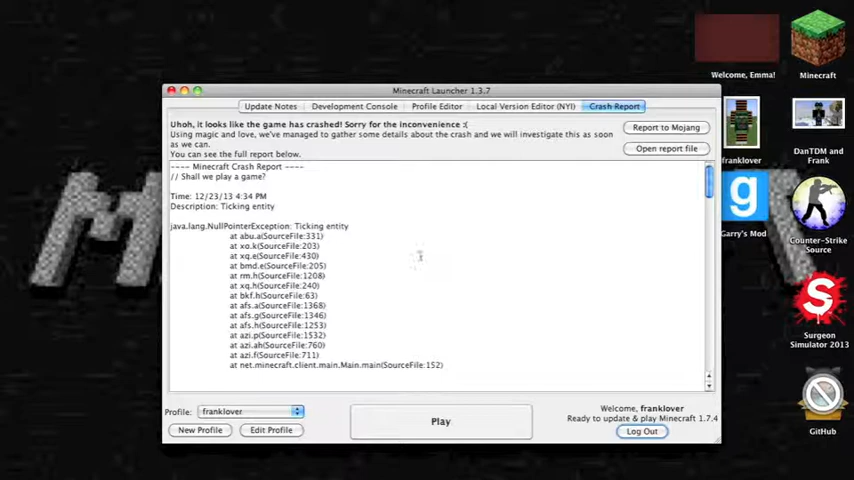 Minecraft Launcher 1.3.7
Update Notes
Development Console
Profile Editor
Local Version Editor (NYI)
Crash Report
Uhoh, it looks like the game has crashed! Sorry for the inconvenience :(
Using magic and love, we've managed to gather some details about the crash and we will investigate this as soon
as we can.
You can see the full report below.
Report to Mojang
Open report file
---- Minecraft Crash Report ----
// Shall we play a game?
Time: 12/23/13 4:34 PM
Description: Ticking entity
java.lang.NullPointerException: Ticking entity
at abu.a(SourceFile:331)
at xo.k(SourceFile:203)
at xq.e(SourceFile:430)
at bmd.e(SourceFile:205)
at rm.h(SourceFile:1208)
at xq.h(SourceFile:240)
at bkf.h(SourceFile:63)
at afs.a(SourceFile:1368)
at afs.g(SourceFile:1346)
at afs.h(SourceFile:1253)
at azi.p(SourceFile:1532)
at azi.ah(SourceFile:760)
at azi.f(SourceFile:711)
at net.minecraft.client.main.Main.main(SourceFile:152)
Profile:
franklover
New Profile
Edit Profile
Play
Welcome, franklover
Ready to update & play Minecraft 1.7.4
Log Out
Welcome, Emma!
Minecraft
franklover
DanTDM and
Frank
Garry's Mod
Counter-Strike
Source
Surgeon
Simulator 2013
GitHub